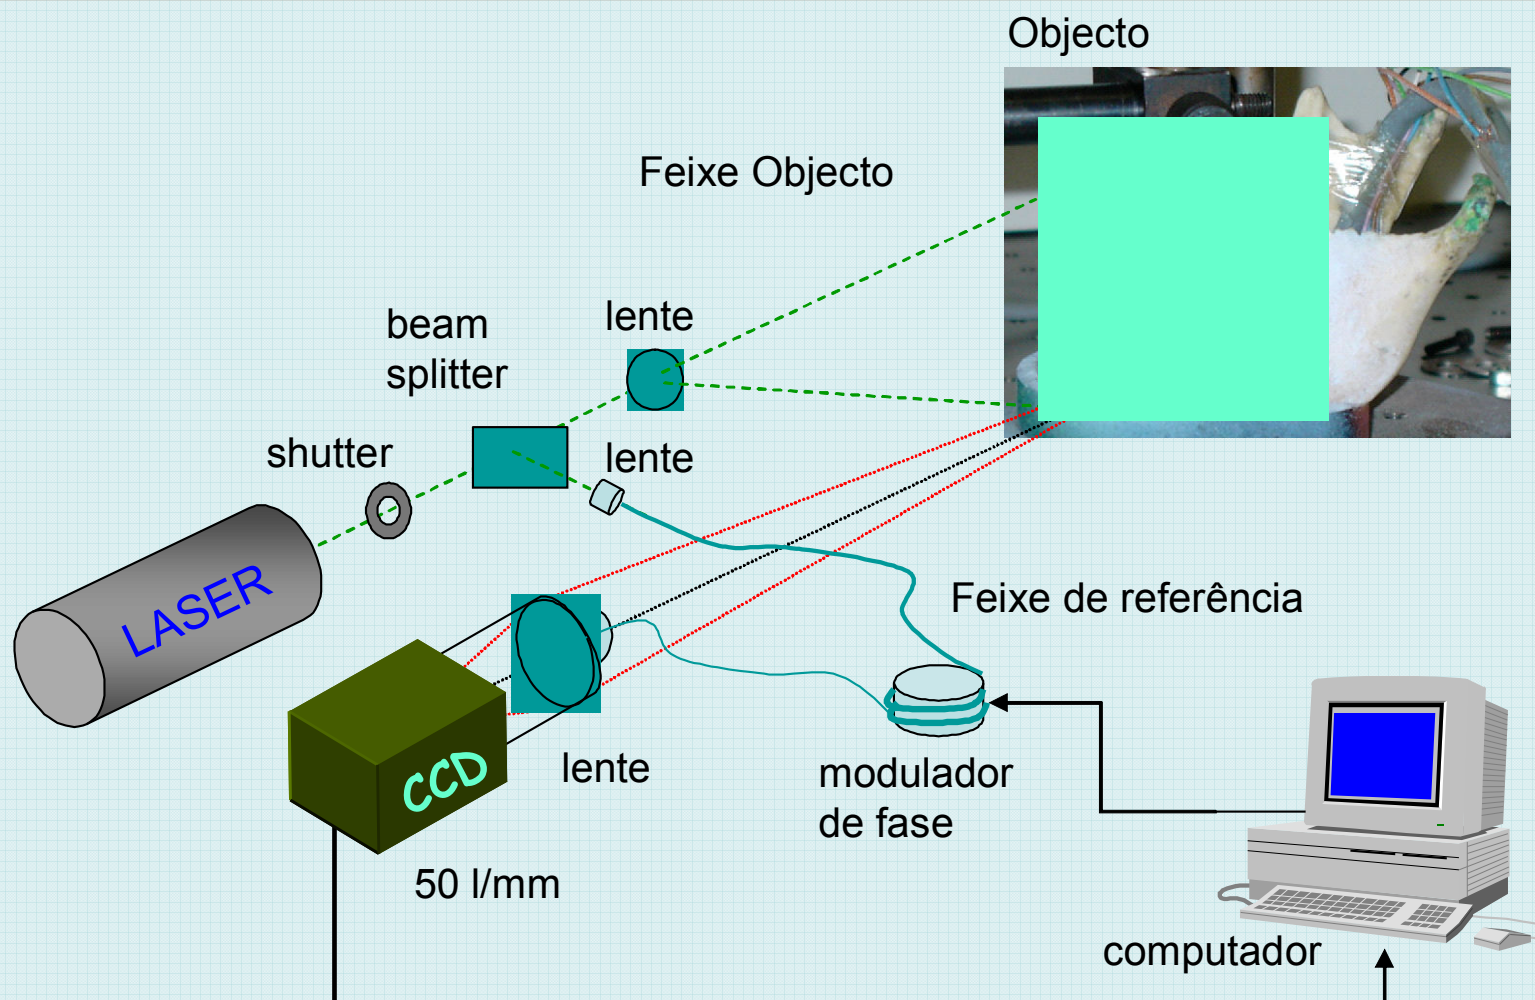 Objecto
Feixe Objecto
lente
beam
splitter
shutter
lente
LASER
Feixe de referência
CCD
lente
modulador
de fase
50 l/mm
computador